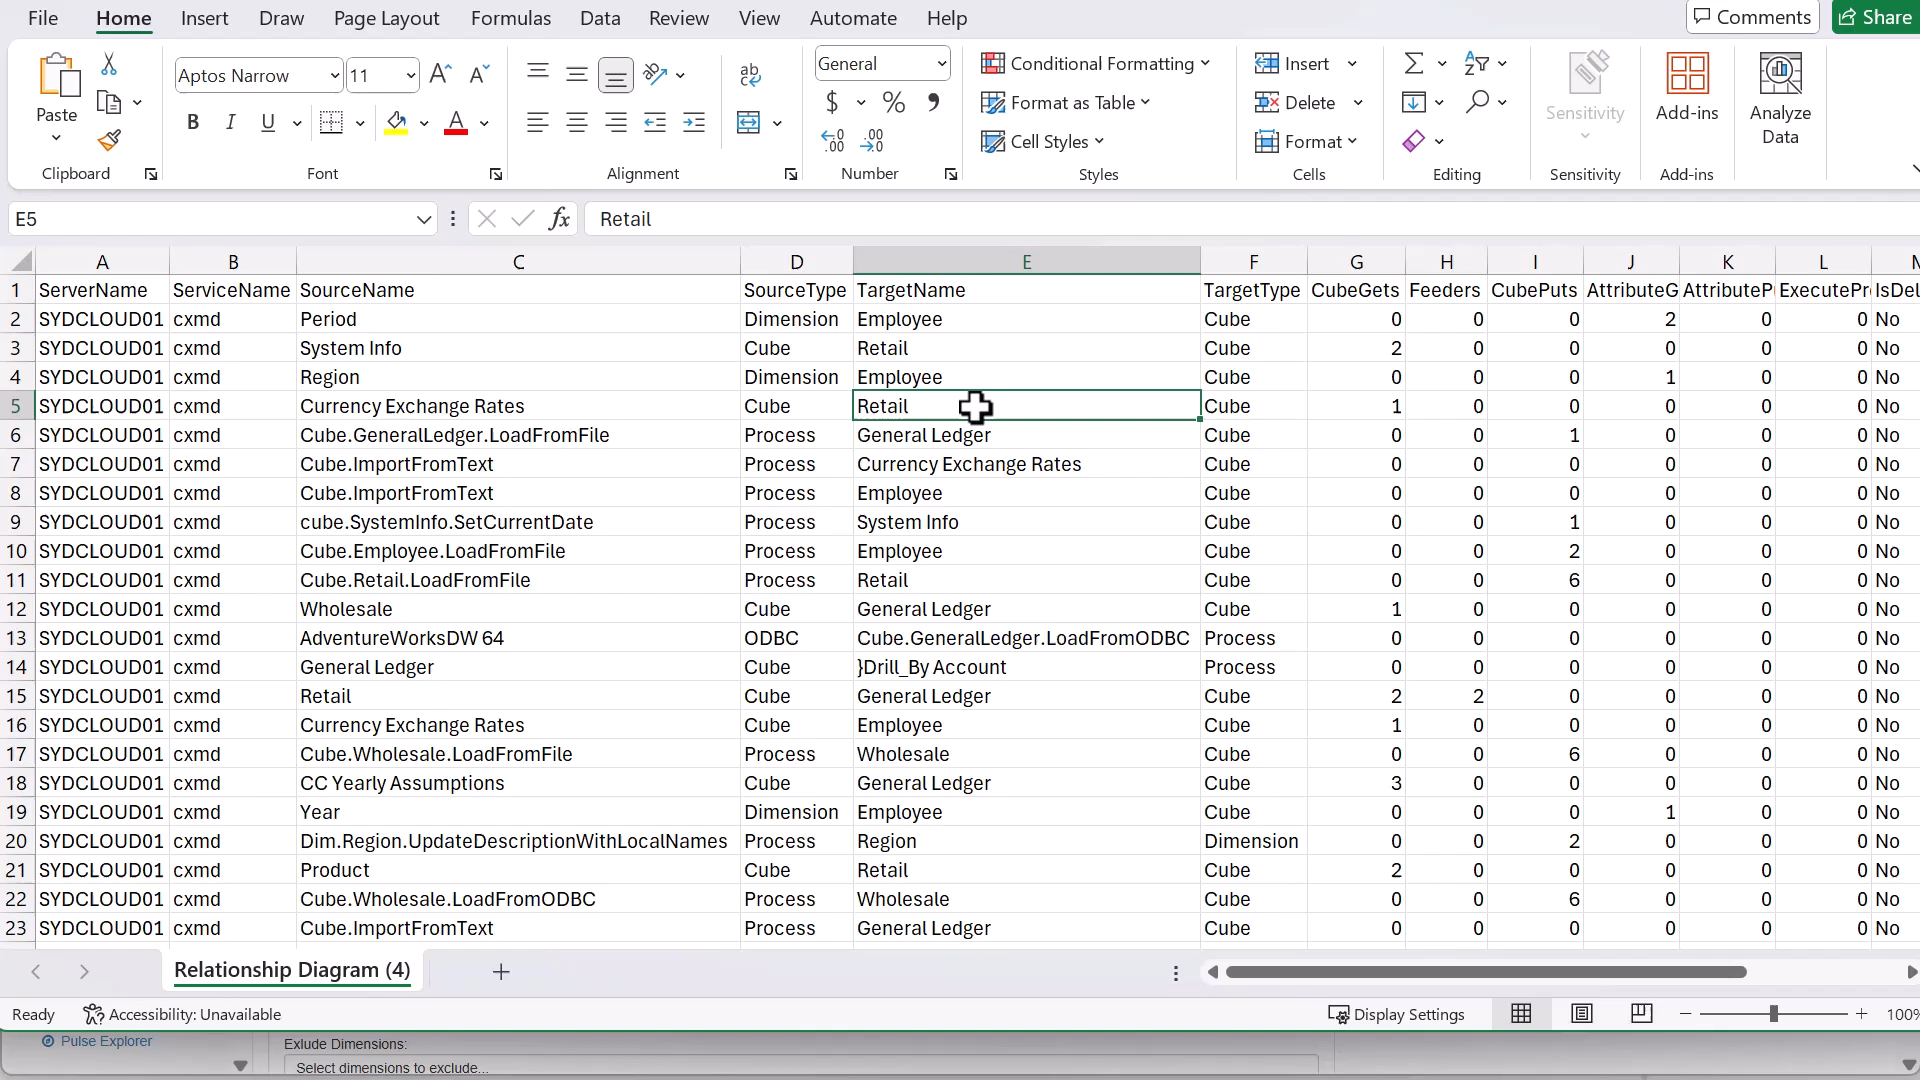 File Home Insert Draw Page Layout Formulas Data Review View Automate Help Comments Share
Aptos Narrow 11 General Conditional Formatting Insert
Paste B I U $ % Format as Table Delete Sensitivity Add-ins Analyze Data
Cell Styles Format
Clipboard Font Alignment Number Styles Cells Editing Sensitivity Add-ins
E5 fx Retail
A B C D E F G H I J K L
1 ServerName ServiceName SourceName SourceType TargetName TargetType CubeGets Feeders CubePuts AttributeG AttributeP ExecutePr IsDel
2 SYDCLOUD01 cxmd Period Dimension Employee Cube 0 0 0 2 0 0 No
3 SYDCLOUD01 cxmd System Info Cube Retail Cube 2 0 0 0 0 0 No
4 SYDCLOUD01 cxmd Region Dimension Employee Cube 0 0 0 1 0 0 No
5 SYDCLOUD01 cxmd Currency Exchange Rates Cube Retail Cube 1 0 0 0 0 0 No
6 SYDCLOUD01 cxmd Cube.GeneralLedger.LoadFromFile Process General Ledger Cube 0 0 1 0 0 0 No
7 SYDCLOUD01 cxmd Cube.ImportFromText Process Currency Exchange Rates Cube 0 0 0 0 0 0 No
8 SYDCLOUD01 cxmd Cube.ImportFromText Process Employee Cube 0 0 0 0 0 0 No
9 SYDCLOUD01 cxmd cube.SystemInfo.SetCurrentDate Process System Info Cube 0 0 1 0 0 0 No
10 SYDCLOUD01 cxmd Cube.Employee.LoadFromFile Process Employee Cube 0 0 2 0 0 0 No
11 SYDCLOUD01 cxmd Cube.Retail.LoadFromFile Process Retail Cube 0 0 6 0 0 0 No
12 SYDCLOUD01 cxmd Wholesale Cube General Ledger Cube 1 0 0 0 0 0 No
13 SYDCLOUD01 cxmd AdventureWorksDW 64 ODBC Cube.GeneralLedger.LoadFromODBC Process 0 0 0 0 0 0 No
14 SYDCLOUD01 cxmd General Ledger Cube }Drill_By Account Process 0 0 0 0 0 0 No
15 SYDCLOUD01 cxmd Retail Cube General Ledger Cube 2 2 0 0 0 0 No
16 SYDCLOUD01 cxmd Currency Exchange Rates Cube Employee Cube 1 0 0 0 0 0 No
17 SYDCLOUD01 cxmd Cube.Wholesale.LoadFromFile Process Wholesale Cube 0 0 6 0 0 0 No
18 SYDCLOUD01 cxmd CC Yearly Assumptions Cube General Ledger Cube 3 0 0 0 0 0 No
19 SYDCLOUD01 cxmd Year Dimension Employee Cube 0 0 0 1 0 0 No
20 SYDCLOUD01 cxmd Dim.Region.UpdateDescriptionWithLocalNames Process Region Dimension 0 0 2 0 0 0 No
21 SYDCLOUD01 cxmd Product Cube Retail Cube 2 0 0 0 0 0 No
22 SYDCLOUD01 cxmd Cube.Wholesale.LoadFromODBC Process Wholesale Cube 0 0 6 0 0 0 No
23 SYDCLOUD01 cxmd Cube.ImportFromText Process General Ledger Cube 0 0 0 0 0 0 No
Relationship Diagram (4)
Ready Accessibility: Unavailable Display Settings 100%
Pulse Explorer Exlude Dimensions:
Select dimensions to exclude...